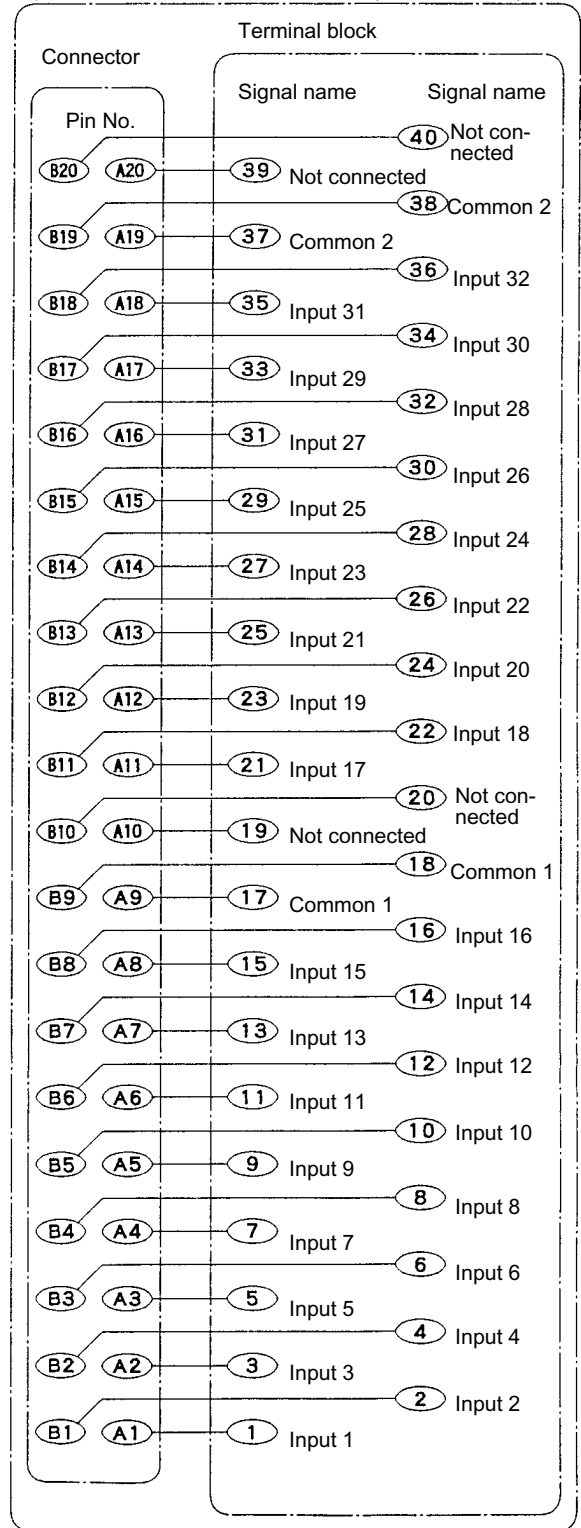 Terminal block
Connector
Signal name Signal name
Pin No.
40 Not con-
nected
B20 A20 39 Not connected
38 Common 2
B19 A19 37 Common 2
36 Input 32
B18 A18 35 Input 31
34 Input 30
B17 A17 33 Input 29
32 Input 28
B16 A16 31 Input 27
30 Input 26
B15 A15 29 Input 25
28 Input 24
B14 A14 27 Input 23
26 Input 22
B13 A13 25 Input 21
24 Input 20
B12 A12 23 Input 19
22 Input 18
B11 A11 21 Input 17
20 Not con-
nected
B10 A10 19 Not connected
18 Common 1
B9 A9 17 Common 1
16 Input 16
B8 A8 15 Input 15
14 Input 14
B7 A7 13 Input 13
12 Input 12
B6 A6 11 Input 11
10 Input 10
B5 A5 9 Input 9
8 Input 8
B4 A4 7 Input 7
6 Input 6
B3 A3 5 Input 5
4 Input 4
B2 A2 3 Input 3
2 Input 2
B1 A1 1 Input 1